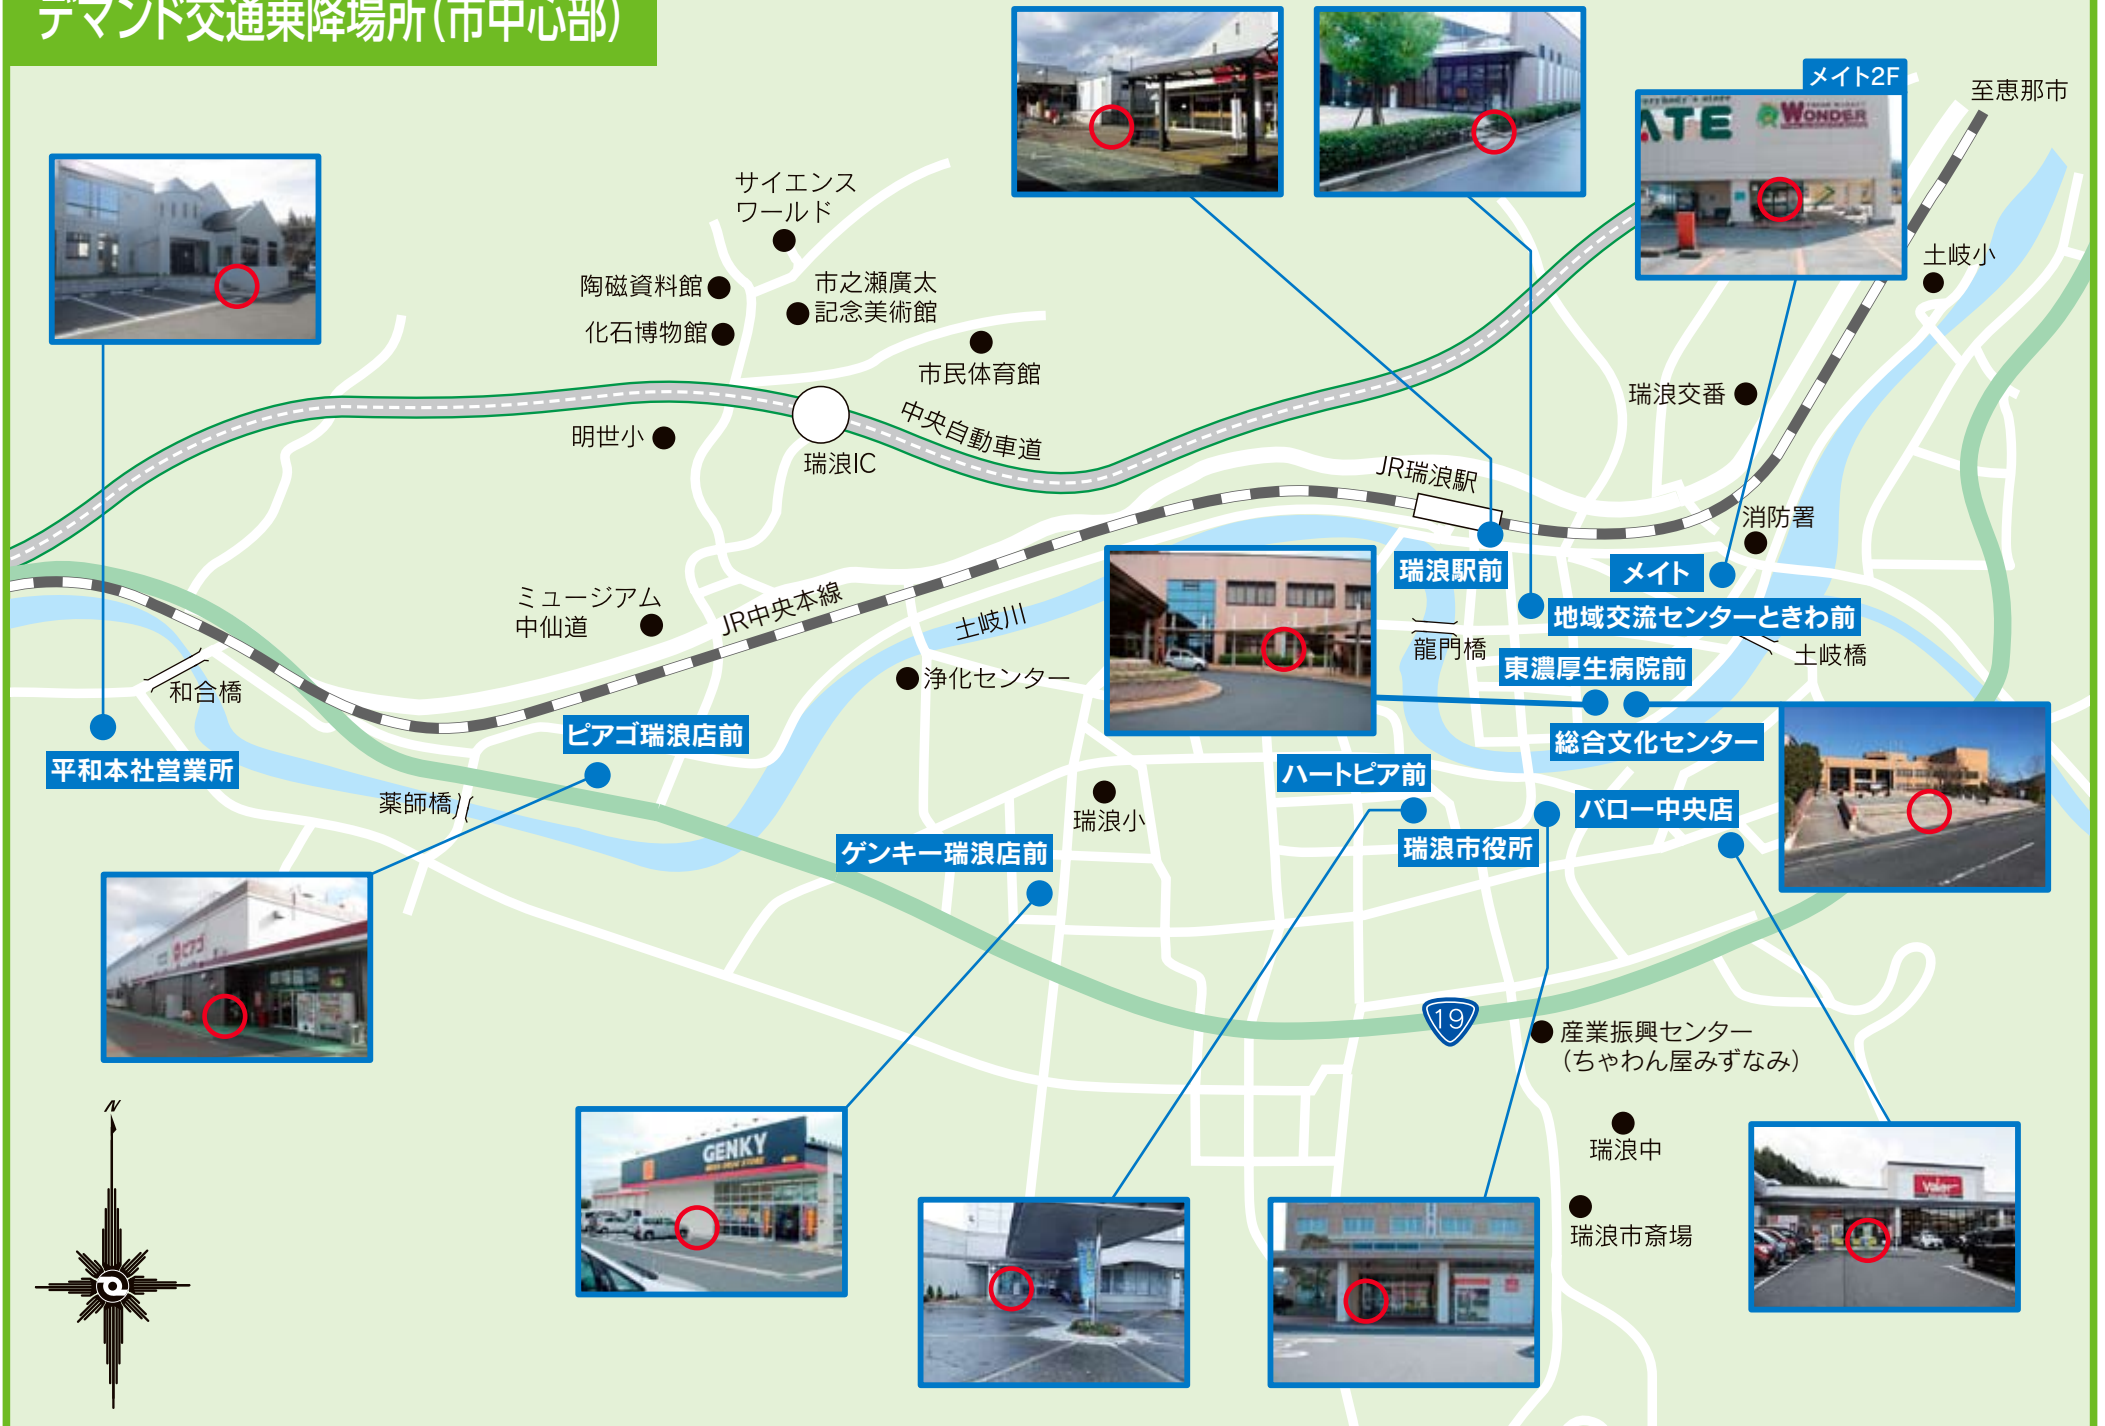 デマンド交通乗降場所(市中心部)
メイト2F
至恵那市
WONDER
サイエンス
ワールド
陶磁資料館
市之瀬廣太
記念美術館
化石博物館
市民体育館
土岐小
明世小
瑞浪IC
中央自動車道
瑞浪交番
JR瑞浪駅
消防署
瑞浪駅前
メイト
地域交流センターときわ前
ミュージアム
中仙道
JR中央本線
土岐川
龍門橋
土岐橋
和合橋
浄化センター
東濃厚生病院前
平和本社営業所
ピアゴ瑞浪店前
総合文化センター
薬師橋
瑞浪小
ハートピア前
瑞浪市役所
バロー中央店
ゲンキー瑞浪店前
ピアゴ
19
産業振興センター
(ちゃわん屋みずなみ)
N
GENKY
瑞浪中
瑞浪市斎場
Valor